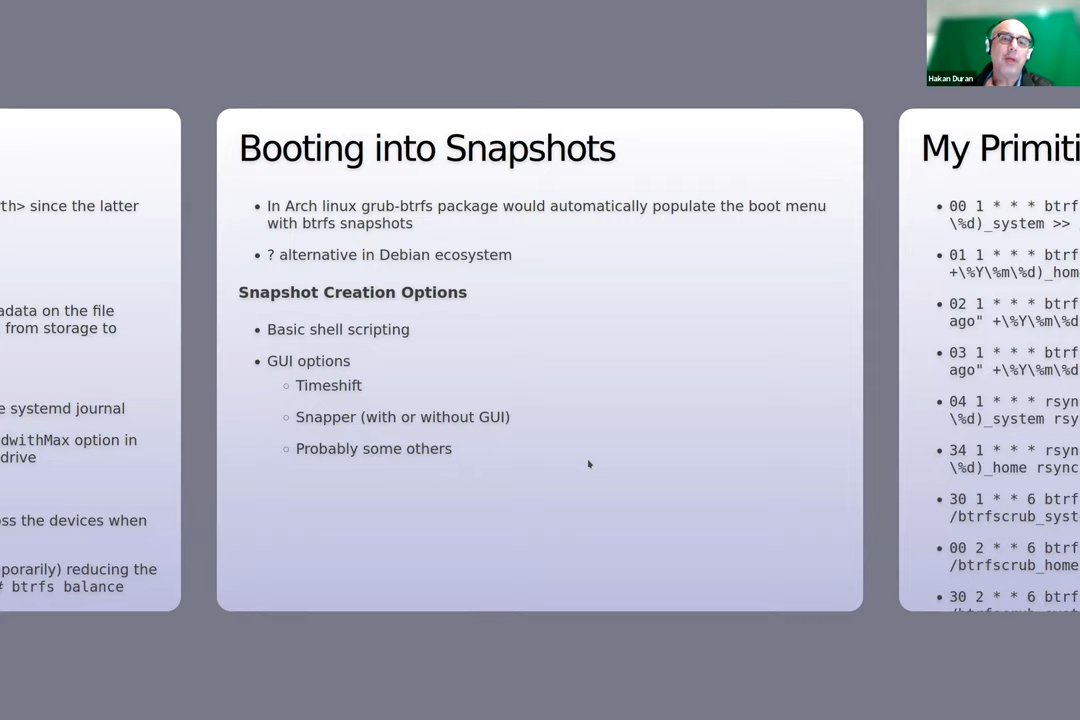 Hakan Duran
th> since the latter
adata on the file
from storage to
e systemd journal
dwithMax option in
drive
oss the devices when
porarily) reducing the
# btrfs balance
Booting into Snapshots
• In Arch linux grub-btrfs package would automatically populate the boot menu
with btrfs snapshots
• ? alternative in Debian ecosystem
Snapshot Creation Options
• Basic shell scripting
• GUI options
◦ Timeshift
◦ Snapper (with or without GUI)
◦ Probably some others
My Primiti
• 00 1 * * * btrf
\%d)_system >>
• 01 1 * * * btrf
+\%Y\%m\%d)_hom
• 02 1 * * * btrf
ago" +\%Y\%m\%d
• 03 1 * * * btrf
ago" +\%Y\%m\%d
• 04 1 * * * rsyn
\%d)_system rsy
• 34 1 * * * rsyn
\%d)_home rsync
• 30 1 * * 6 btrf
/btrfscrub_syst
• 00 2 * * 6 btrf
/btrfscrub_home
• 30 2 * * 6 btrf